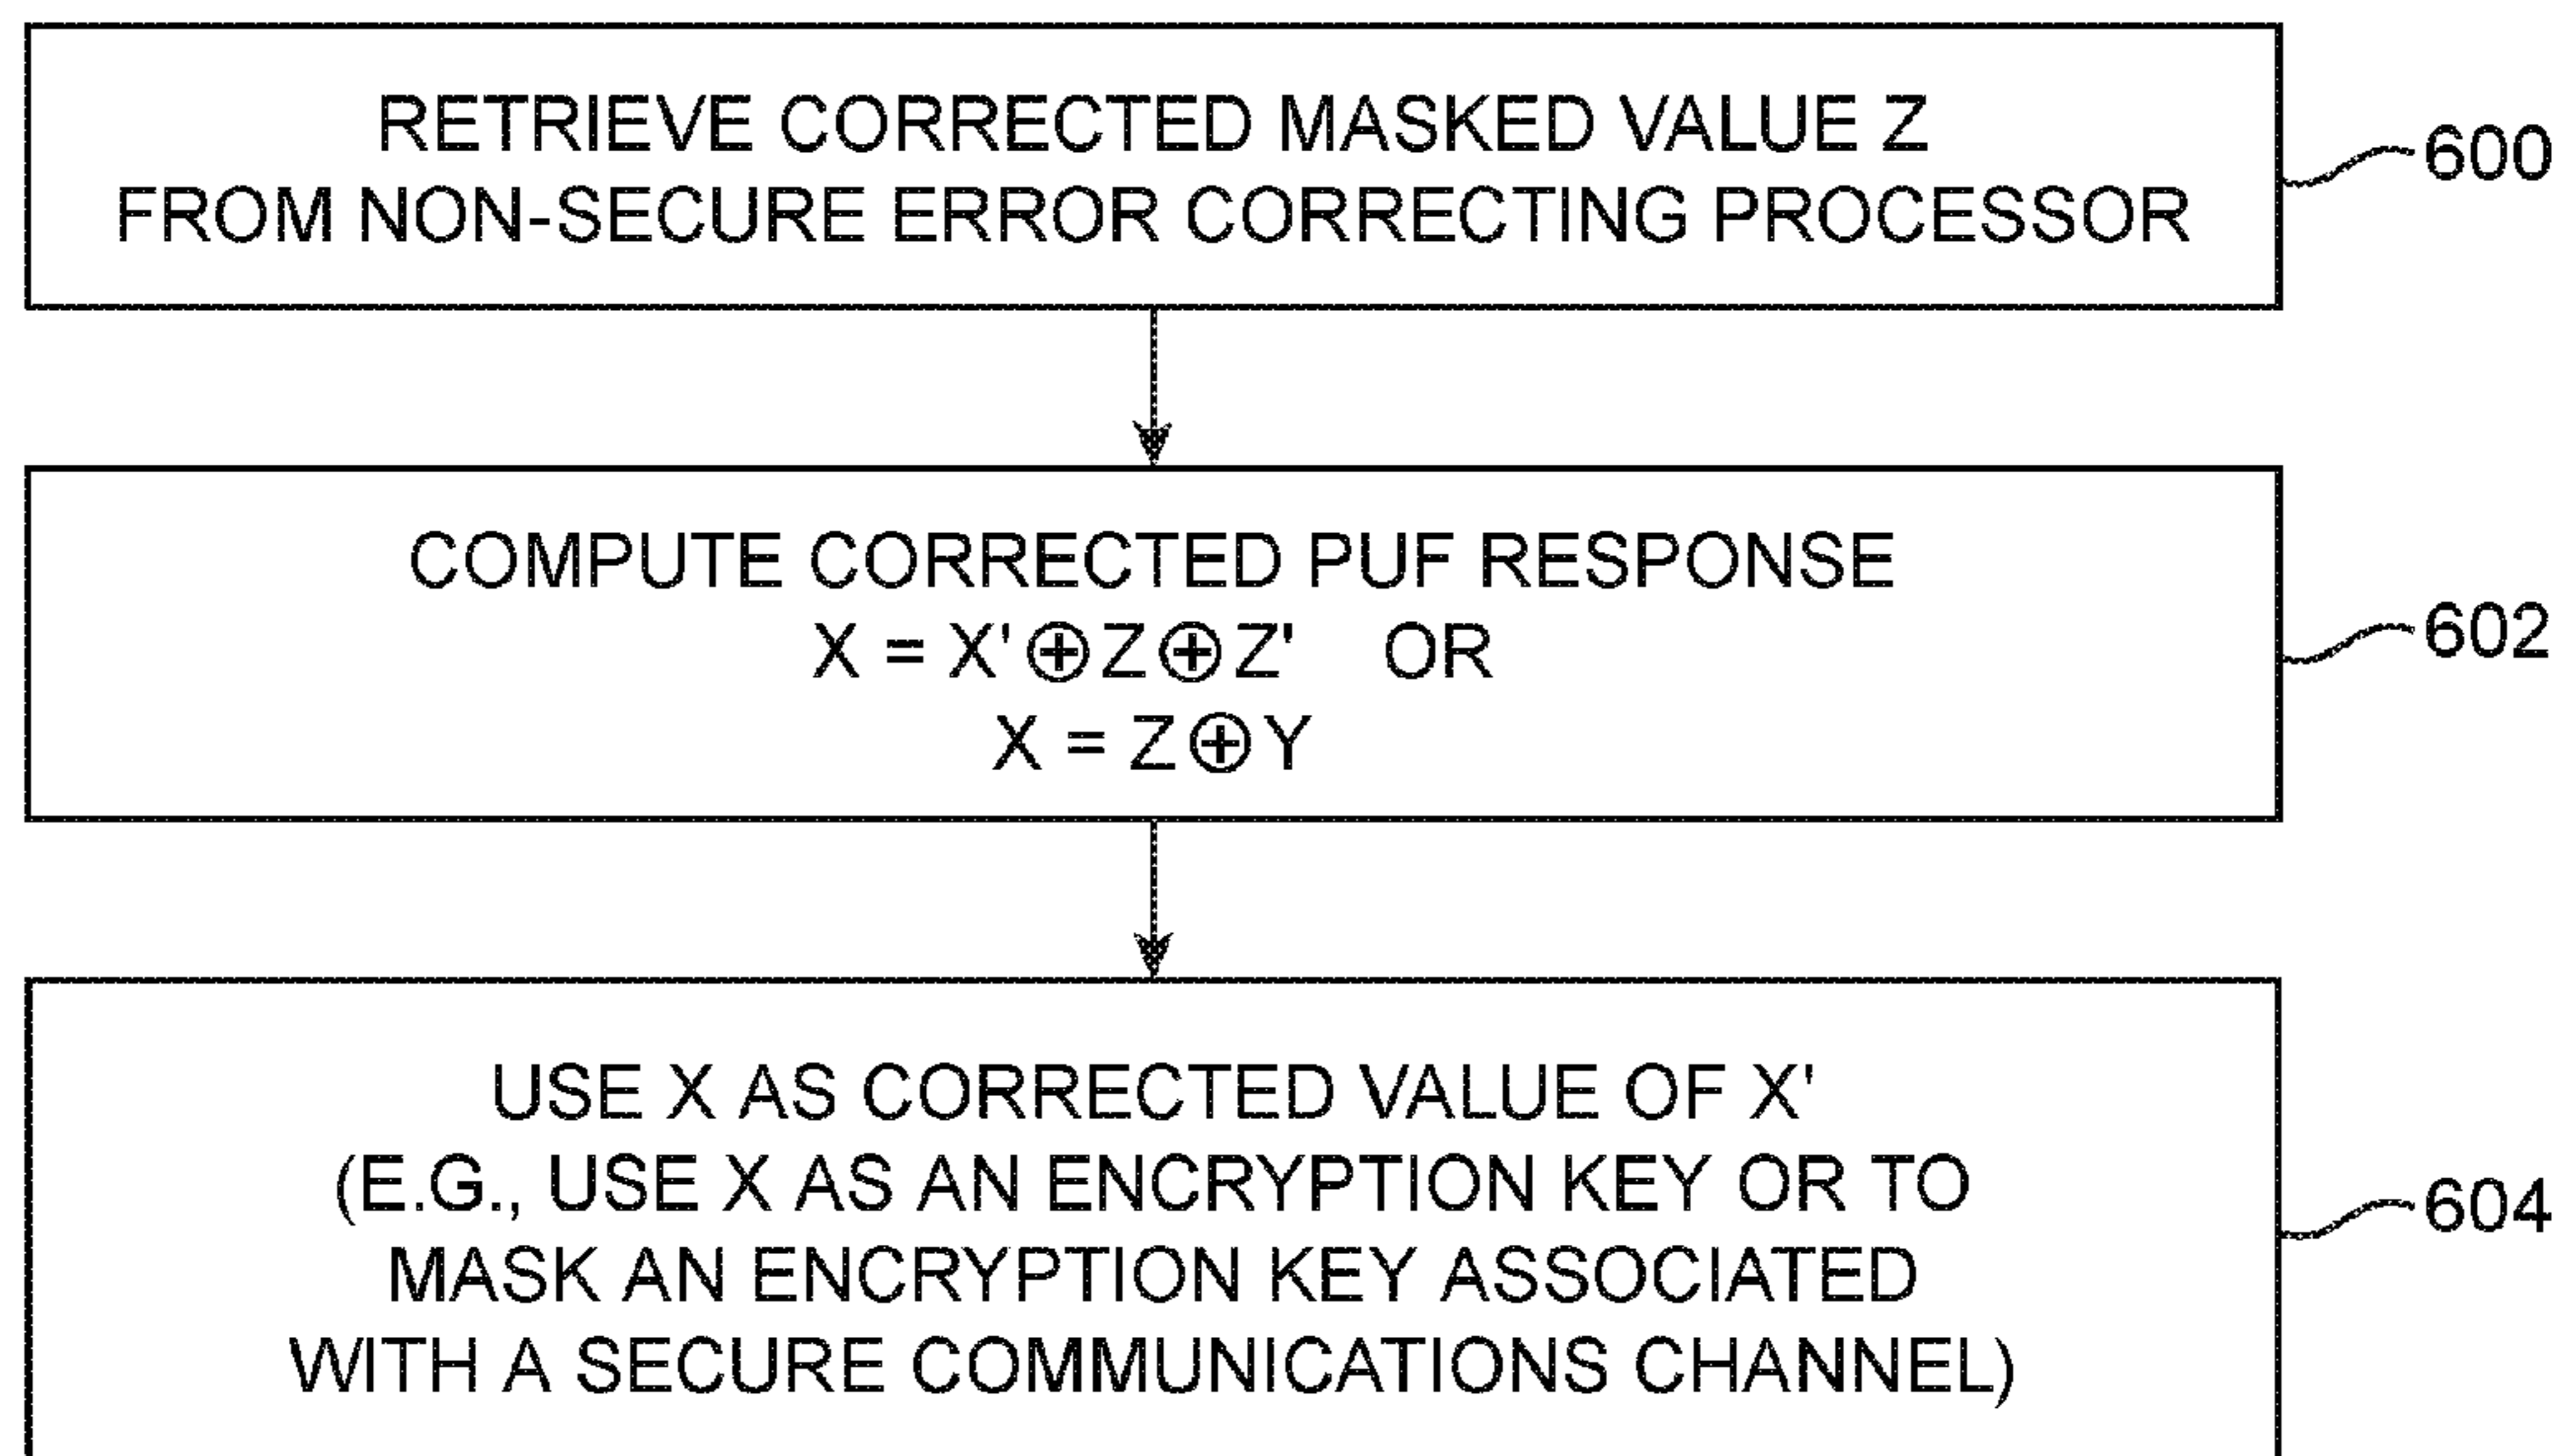 RETRIEVE CORRECTED MASKED VALUE Z
FROM NON-SECURE ERROR CORRECTING PROCESSOR
600
COMPUTE CORRECTED PUF RESPONSE
X = X'⊕Z⊕Z' OR
X = Z⊕Y
602
USE X AS CORRECTED VALUE OF X'
(E.G., USE X AS AN ENCRYPTION KEY OR TO
MASK AN ENCRYPTION KEY ASSOCIATED
WITH A SECURE COMMUNICATIONS CHANNEL)
604